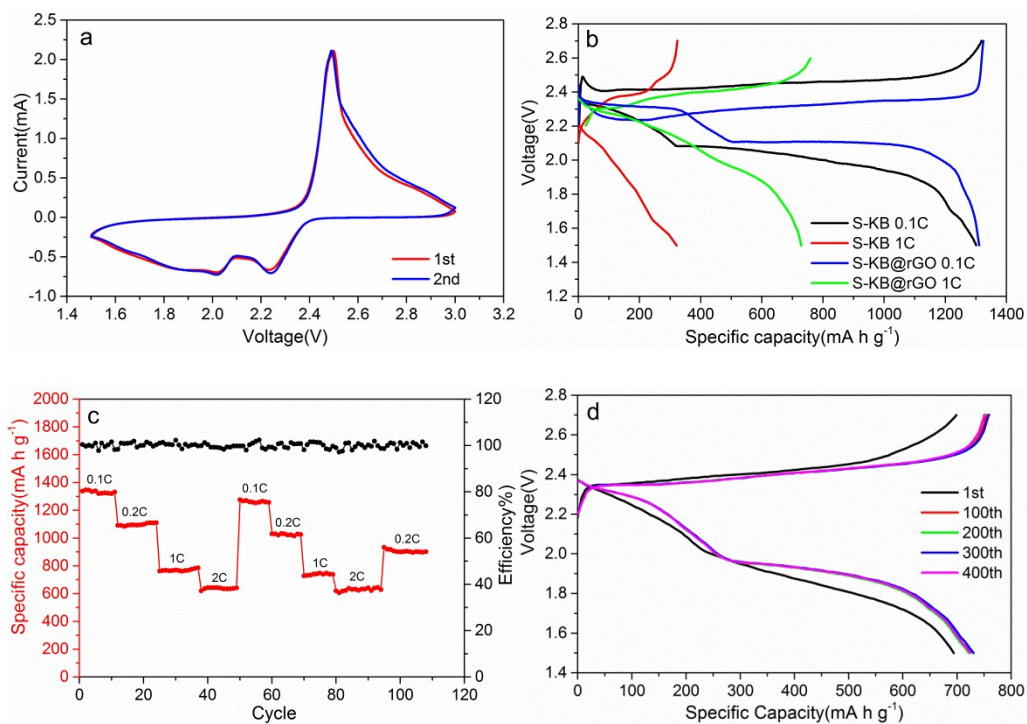 a
2.5
2.0
1.5
1.0
0.5
0.0
-0.5
-1.0
Current(mA)
1st
2nd
1.4 1.6 1.8 2.0 2.2 2.4 2.6 2.8 3.0 3.2
Voltage(V)
b
3.0
2.8
2.6
2.4
2.2
2.0
1.8
1.6
1.4
1.2
Voltage(V)
S-KB 0.1C
S-KB 1C
S-KB@rGO 0.1C
S-KB@rGO 1C
0 200 400 600 800 1000 1200 1400
Specific capacity(mA h g⁻¹)
c
2000
1800
1600
1400
1200
1000
800
600
400
200
0
Specific capacity(mA h g⁻¹)
0.1C
0.2C
1C
2C
0.1C
0.2C
1C
2C
0.2C
120
100
80
60
40
20
0
Efficiency%)
0 20 40 60 80 100 120
Cycle
d
2.8
2.4
2.0
1.6
Voltage(V)
1st
100th
200th
300th
400th
0 100 200 300 400 500 600 700 800
Specific Capacity(mA h g⁻¹)